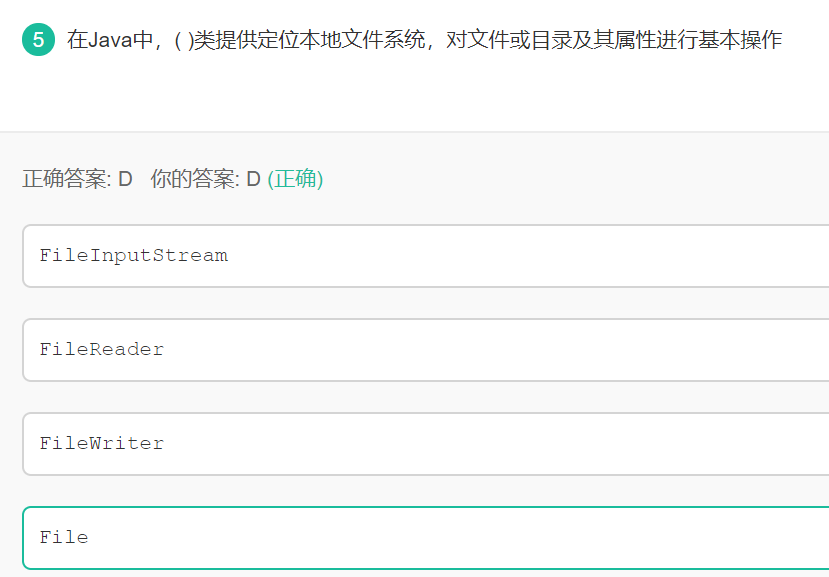 5 在Java中，( )类提供定位本地文件系统，对文件或目录及其属性进行基本操作
正确答案: D 你的答案: D (正确)
FileInputStream
FileReader
FileWriter
File